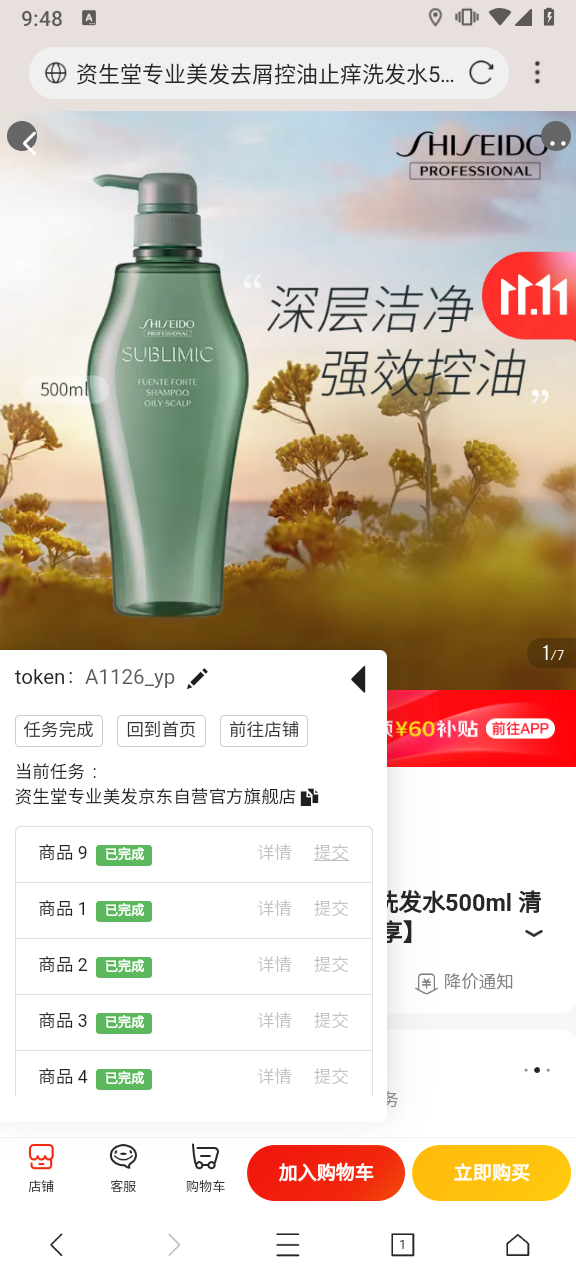 9:48
A
资生堂专业美发去屑控油止痒洗发水5...
SHISEIDO
PROFESSIONAL
11.11
“深层洁净
强效控油”
500ml
SHISEIDO
PROFESSIONAL
SUBLIMIC
FUENTE FORTE
SHAMPOO
OILY SCALP
1/7
token： A1126_yp
¥60补贴 前往APP
任务完成 回到首页 前往店铺
当前任务：
资生堂专业美发京东自营官方旗舰店
商品 9 已完成 详情 提交
商品 1 已完成 详情 提交
洗发水500ml 清
享】
商品 2 已完成 详情 提交
降价通知
商品 3 已完成 详情 提交
商品 4 已完成 详情 提交
务
店铺 客服 购物车 加入购物车 立即购买
1